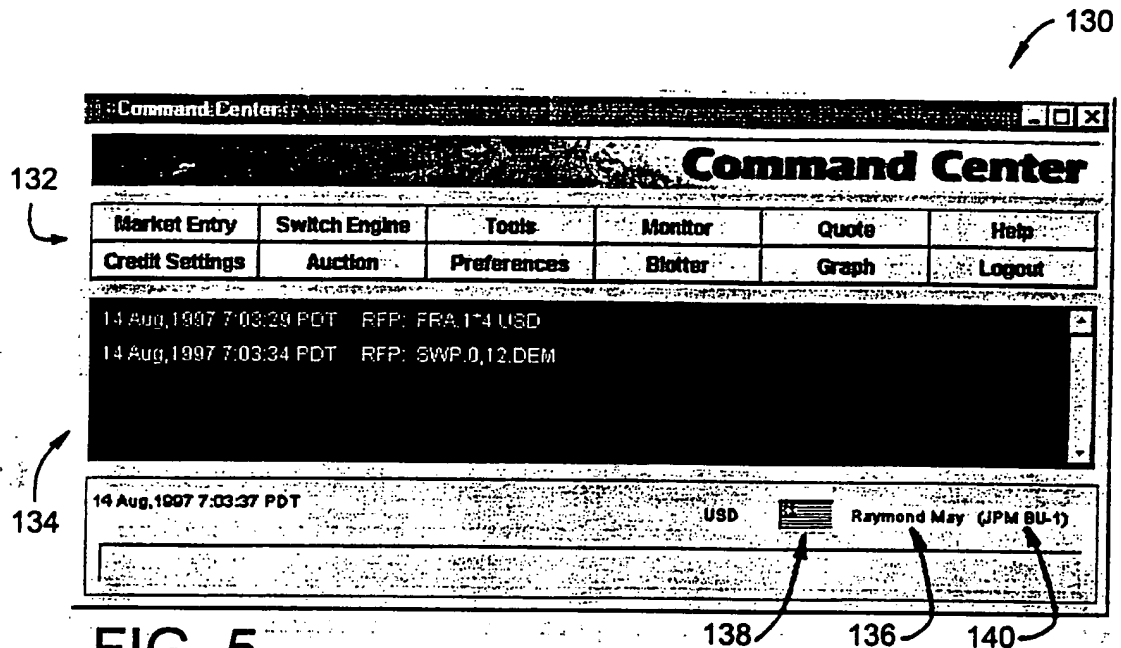 130
Command Center
Command Center
132
Market Entry Switch Engine Tools Monitor Quote Help
Credit Settings Auction Preferences Blotter Graph Logout
14 Aug,1997 7:03:29 PDT RFP: FRA.1*4.USD
14 Aug,1997 7:03:34 PDT RFP: SWP.0,12.DEM
134
14 Aug,1997 7:03:37 PDT
USD Raymond May (JPM BU-1)
138 136 140
FIG. 5